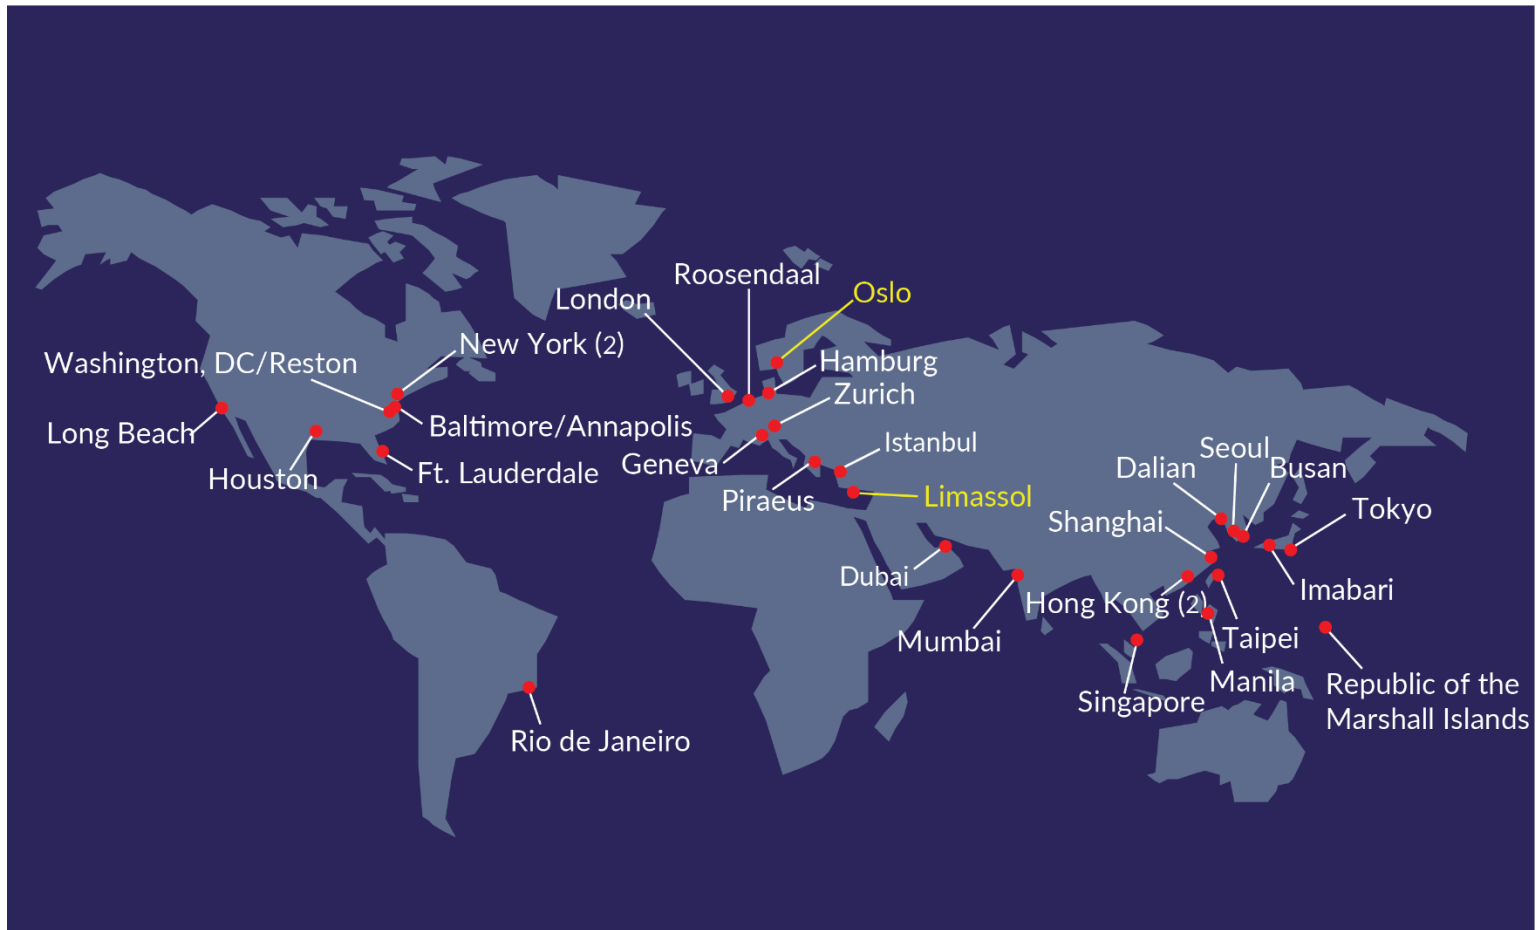 Roosendaal
Oslo
London
New York (2)
Washington, DC/Reston
Hamburg
Zurich
Baltimore/Annapolis
Long Beach
Istanbul
Geneva
Seoul
Dalian
Busan
Houston
Ft. Lauderdale
Piraeus
Limassol
Tokyo
Shanghai
Dubai
Imabari
Hong Kong (2)
Mumbai
Taipei
Manila
Singapore
Republic of the
Marshall Islands
Rio de Janeiro